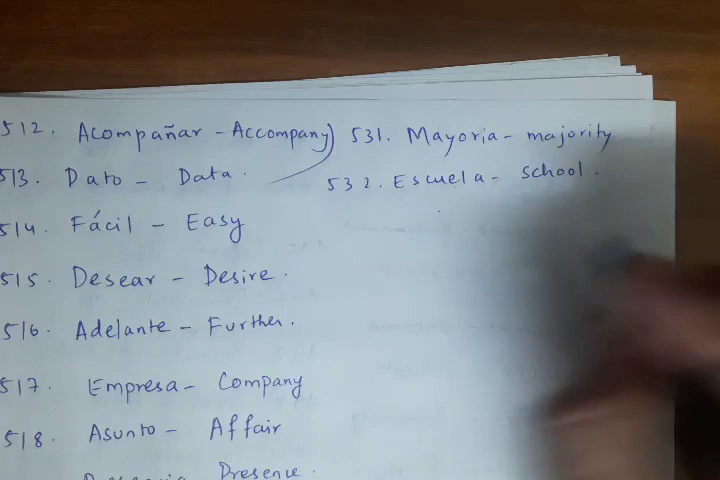 512. Acompañar - Accompany
513. Dato - Data.
514. Fácil - Easy
515. Desear - Desire.
516. Adelante - Further.
517. Empresa - Company
518. Asunto - Affair
Presence.
531. Mayoria - majority
532. Escuela - school.